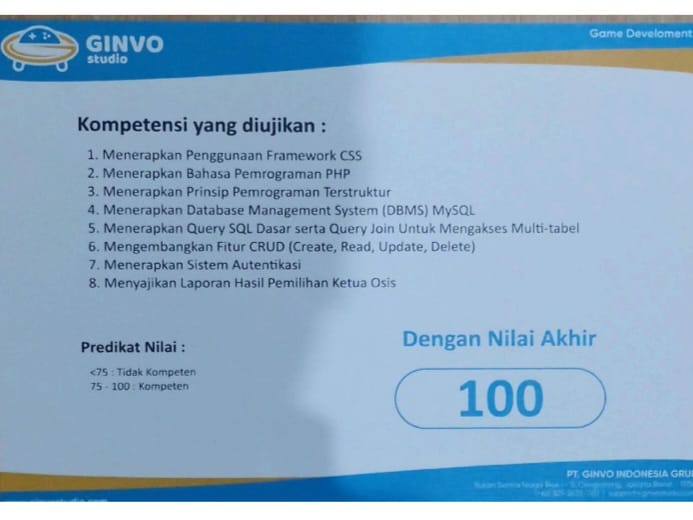 GINVO
studio
Game Develoment
Kompetensi yang diujikan :
1. Menerapkan Penggunaan Framework CSS
2. Menerapkan Bahasa Pemrograman PHP
3. Menerapkan Prinsip Pemrograman Terstruktur
4. Menerapkan Database Management System (DBMS) MySQL
5. Menerapkan Query SQL Dasar serta Query Join Untuk Mengakses Multi-tabel
6. Mengembangkan Fitur CRUD (Create, Read, Update, Delete)
7. Menerapkan Sistem Autentikasi
8. Menyajikan Laporan Hasil Pemilihan Ketua Osis
Predikat Nilai :
<75 : Tidak Kompeten
75 - 100 : Kompeten
Dengan Nilai Akhir
100
PT. GINVO INDONESIA GRU